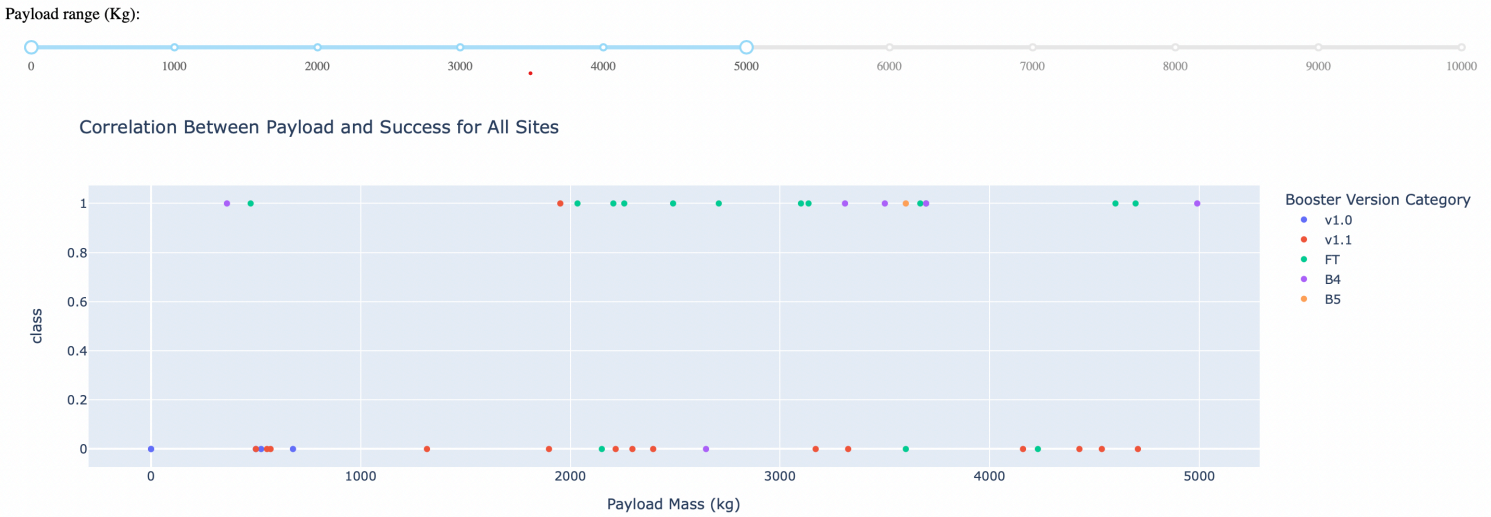 Payload range (Kg):
0 1000 2000 3000 4000 5000 6000 7000 8000 9000 10000
Correlation Between Payload and Success for All Sites
1
0.8
0.6
0.4
0.2
0
class
0 1000 2000 3000 4000 5000
Payload Mass (kg)
Booster Version Category
v1.0
v1.1
FT
B4
B5